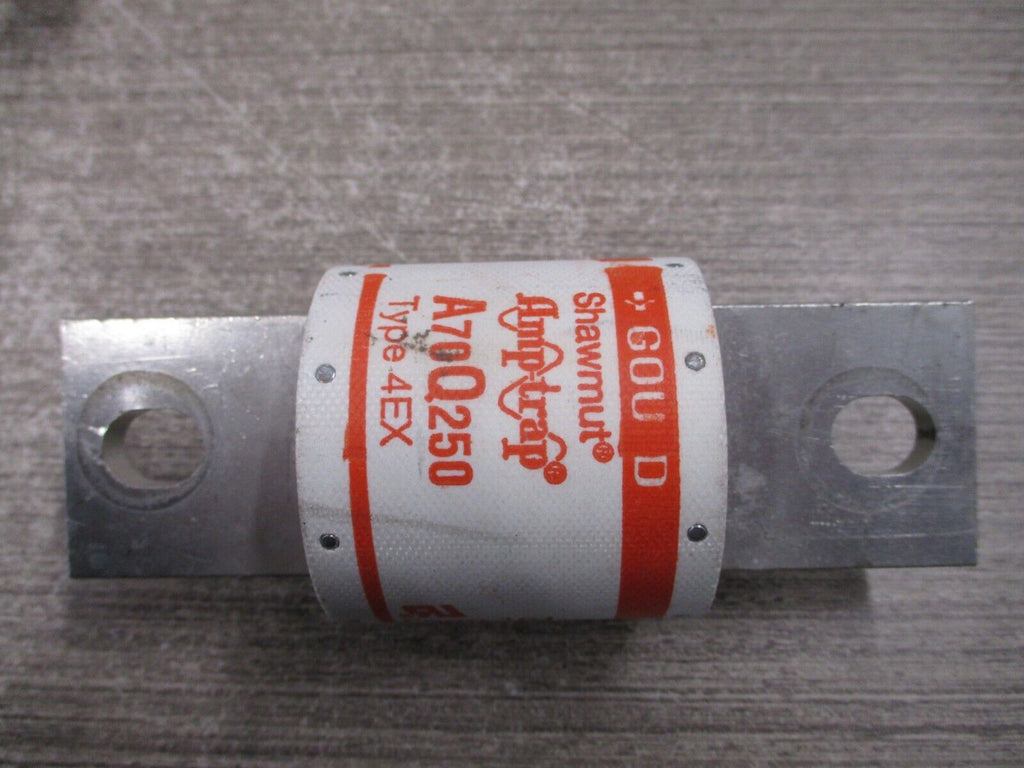 GOU D
Shawmut®
Amp-trap®
A70Q250
Type 4EX